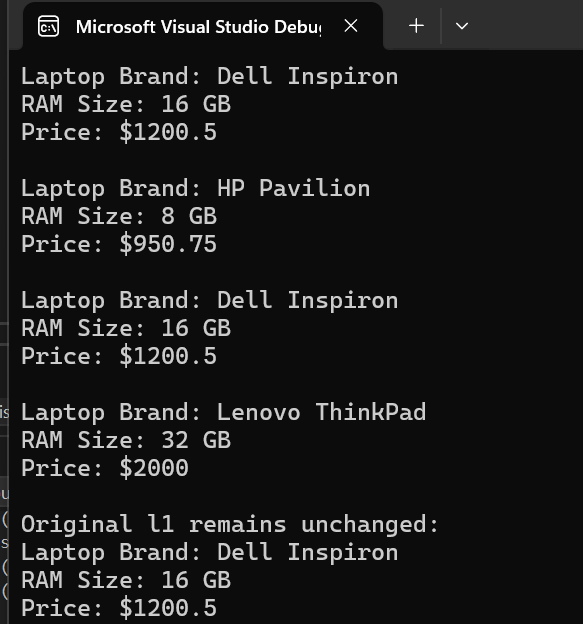 Microsoft Visual Studio Debu
Laptop Brand: Dell Inspiron
RAM Size: 16 GB
Price: $1200.5
Laptop Brand: HP Pavilion
RAM Size: 8 GB
Price: $950.75
Laptop Brand: Dell Inspiron
RAM Size: 16 GB
Price: $1200.5
Laptop Brand: Lenovo ThinkPad
RAM Size: 32 GB
Price: $2000
Original l1 remains unchanged:
Laptop Brand: Dell Inspiron
RAM Size: 16 GB
Price: $1200.5